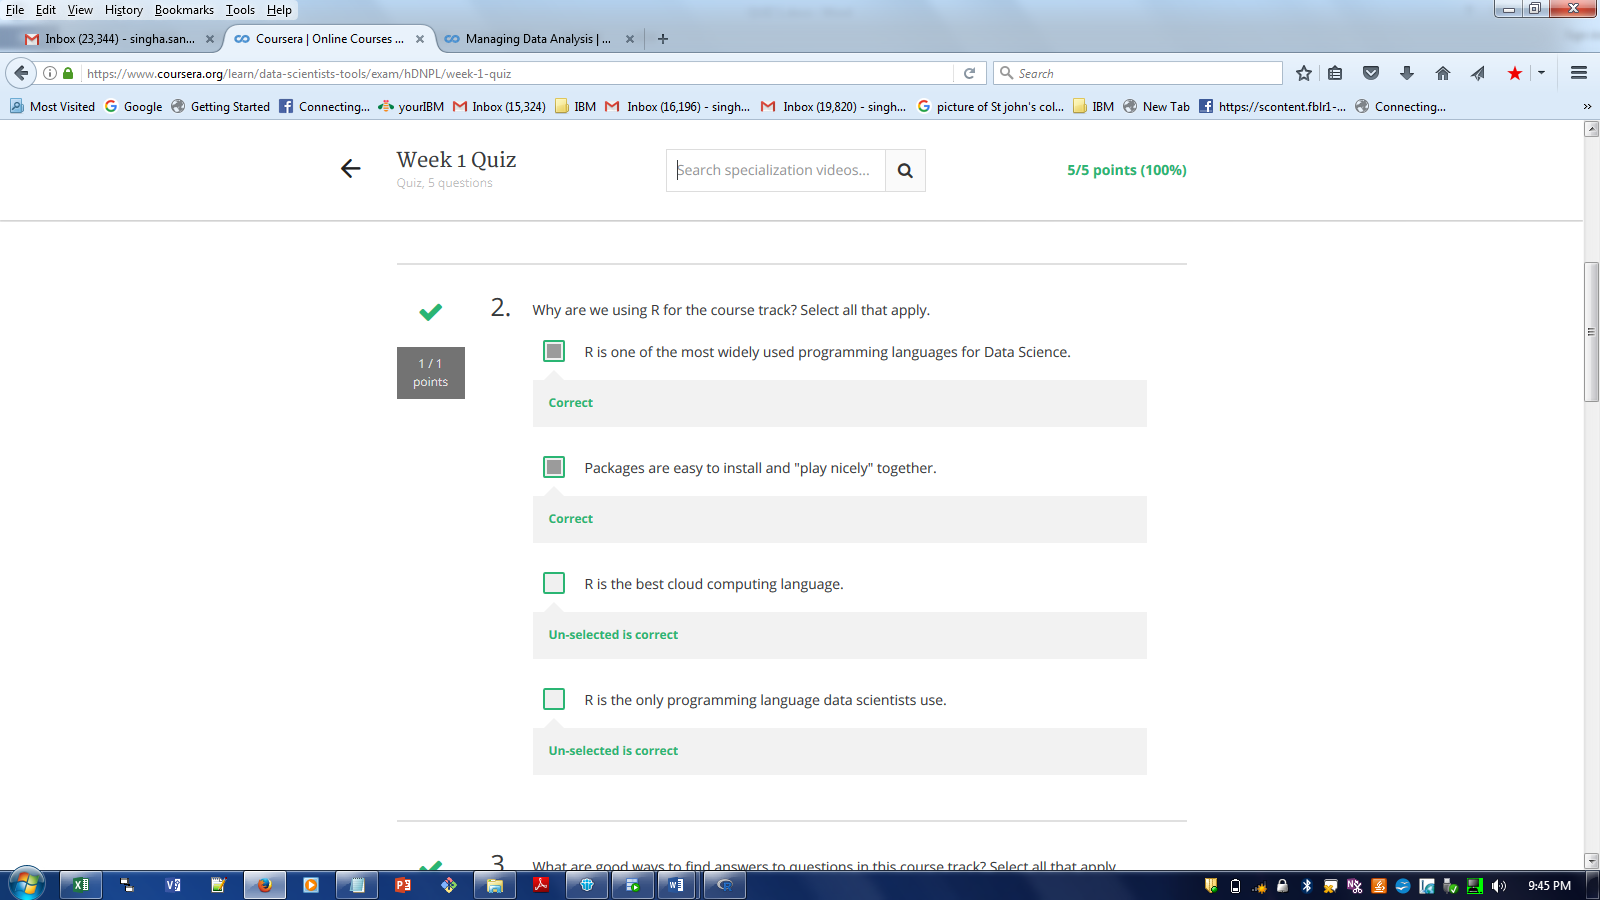 File Edit View History Bookmarks Tools Help
Inbox (23,344) - singha.san... Coursera | Online Courses ... Managing Data Analysis | ...
https://www.coursera.org/learn/data-scientists-tools/exam/hDNPL/week-1-quiz Search
Most Visited Google Getting Started Connecting... yourIBM Inbox (15,324) IBM Inbox (16,196) - singh... Inbox (19,820) - singh... picture of St john's col... IBM New Tab https://scontent.fblr1-... Connecting...
Week 1 Quiz
Quiz, 5 questions
Search specialization videos...
5/5 points (100%)
2. Why are we using R for the course track? Select all that apply.
1 / 1
points
R is one of the most widely used programming languages for Data Science.
Correct
Packages are easy to install and "play nicely" together.
Correct
R is the best cloud computing language.
Un-selected is correct
R is the only programming language data scientists use.
Un-selected is correct
3 What are good ways to find answers to questions in this course track? Select all that apply
9:45 PM